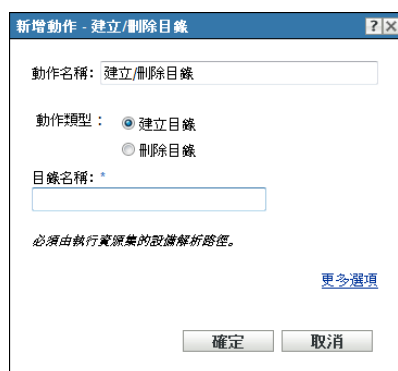 新增動作 - 建立/刪除目錄
動作名稱: 建立/刪除目錄
動作類型： 建立目錄
刪除目錄
目錄名稱: *
必須由執行資源集的設備解析路徑。
更多選項
確定 取消